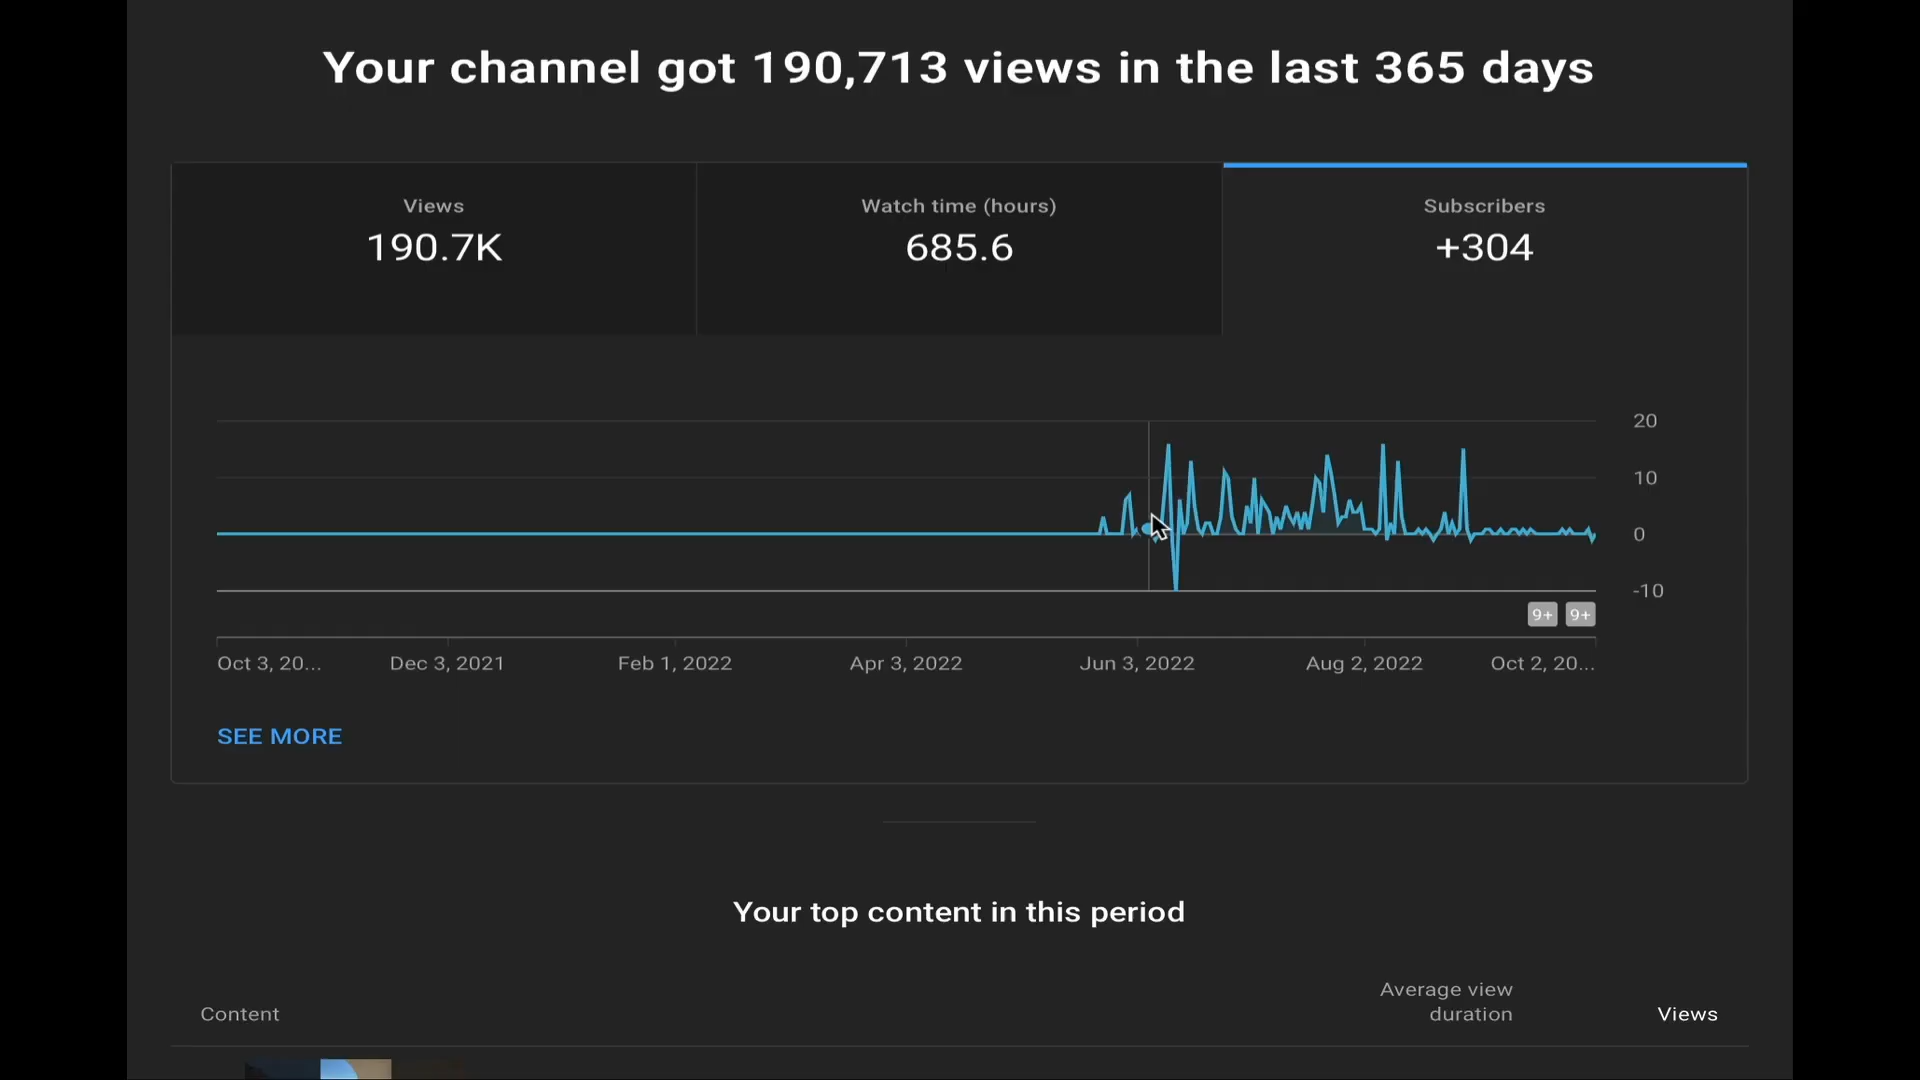 Your channel got 190,713 views in the last 365 days
Views
190.7K
Watch time (hours)
685.6
Subscribers
+304
20
10
0
-10
9+ 9+
Oct 3, 20... Dec 3, 2021 Feb 1, 2022 Apr 3, 2022 Jun 3, 2022 Aug 2, 2022 Oct 2, 20...
SEE MORE
Your top content in this period
Content
Average view
duration
Views